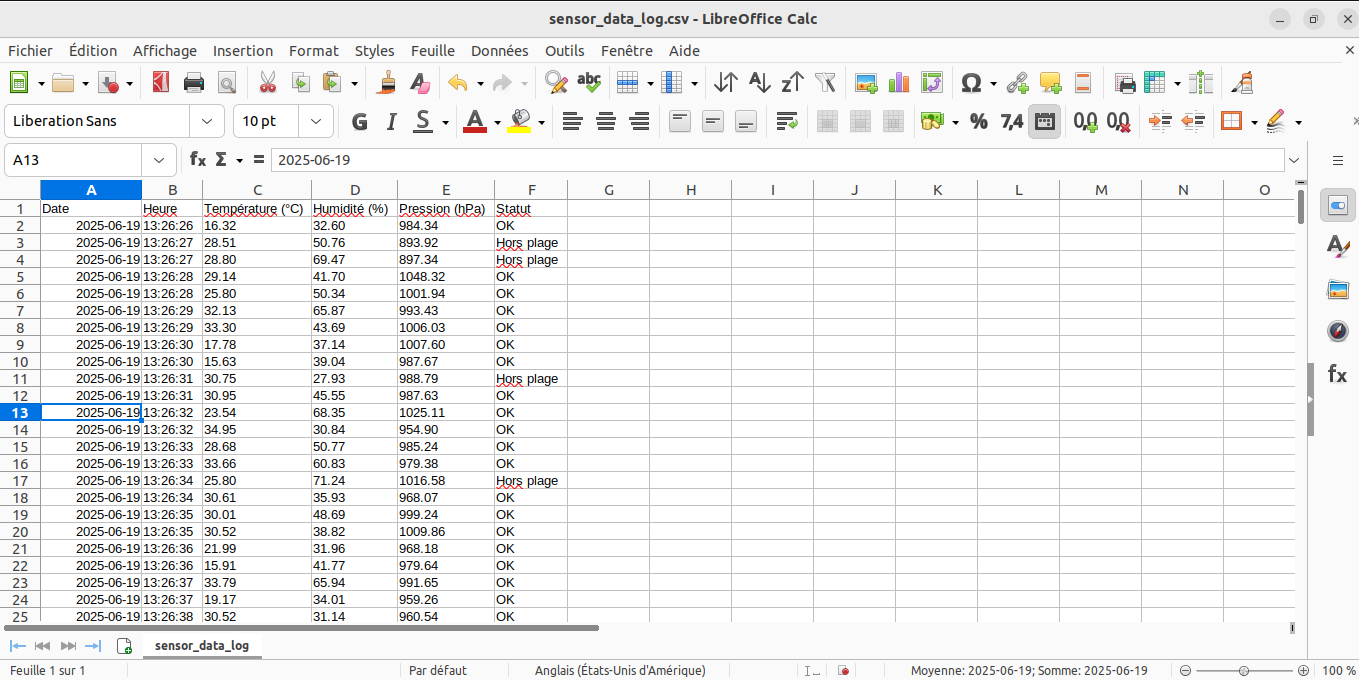 sensor_data_log.csv - LibreOffice Calc
Fichier Édition Affichage Insertion Format Styles Feuille Données Outils Fenêtre Aide
Liberation Sans 10 pt G I S A % 7,4 0,0 0,0
A13 fx Σ = 2025-06-19
A B C D E F G H I J K L M N O
1 Date Heure Température (°C) Humidité (%) Pression (hPa) Statut
2 2025-06-19 13:26:26 16.32 32.60 984.34 OK
3 2025-06-19 13:26:27 28.51 50.76 893.92 Hors plage
4 2025-06-19 13:26:27 28.80 69.47 897.34 Hors plage
5 2025-06-19 13:26:28 29.14 41.70 1048.32 OK
6 2025-06-19 13:26:28 25.80 50.34 1001.94 OK
7 2025-06-19 13:26:29 32.13 65.87 993.43 OK
8 2025-06-19 13:26:29 33.30 43.69 1006.03 OK
9 2025-06-19 13:26:30 17.78 37.14 1007.60 OK
10 2025-06-19 13:26:30 15.63 39.04 987.67 OK
11 2025-06-19 13:26:31 30.75 27.93 988.79 Hors plage
12 2025-06-19 13:26:31 30.95 45.55 987.63 OK
13 2025-06-19 13:26:32 23.54 68.35 1025.11 OK
14 2025-06-19 13:26:32 34.95 30.84 954.90 OK
15 2025-06-19 13:26:33 28.68 50.77 985.24 OK
16 2025-06-19 13:26:33 33.66 60.83 979.38 OK
17 2025-06-19 13:26:34 25.80 71.24 1016.58 Hors plage
18 2025-06-19 13:26:34 30.61 35.93 968.07 OK
19 2025-06-19 13:26:35 30.01 48.69 999.24 OK
20 2025-06-19 13:26:35 30.52 38.82 1009.86 OK
21 2025-06-19 13:26:36 21.99 31.96 968.18 OK
22 2025-06-19 13:26:36 15.91 41.77 979.64 OK
23 2025-06-19 13:26:37 33.79 65.94 991.65 OK
24 2025-06-19 13:26:37 19.17 34.01 959.26 OK
25 2025-06-19 13:26:38 30.52 31.14 960.54 OK
sensor_data_log
Feuille 1 sur 1 Par défaut Anglais (États-Unis d'Amérique) Moyenne: 2025-06-19; Somme: 2025-06-19 100 %